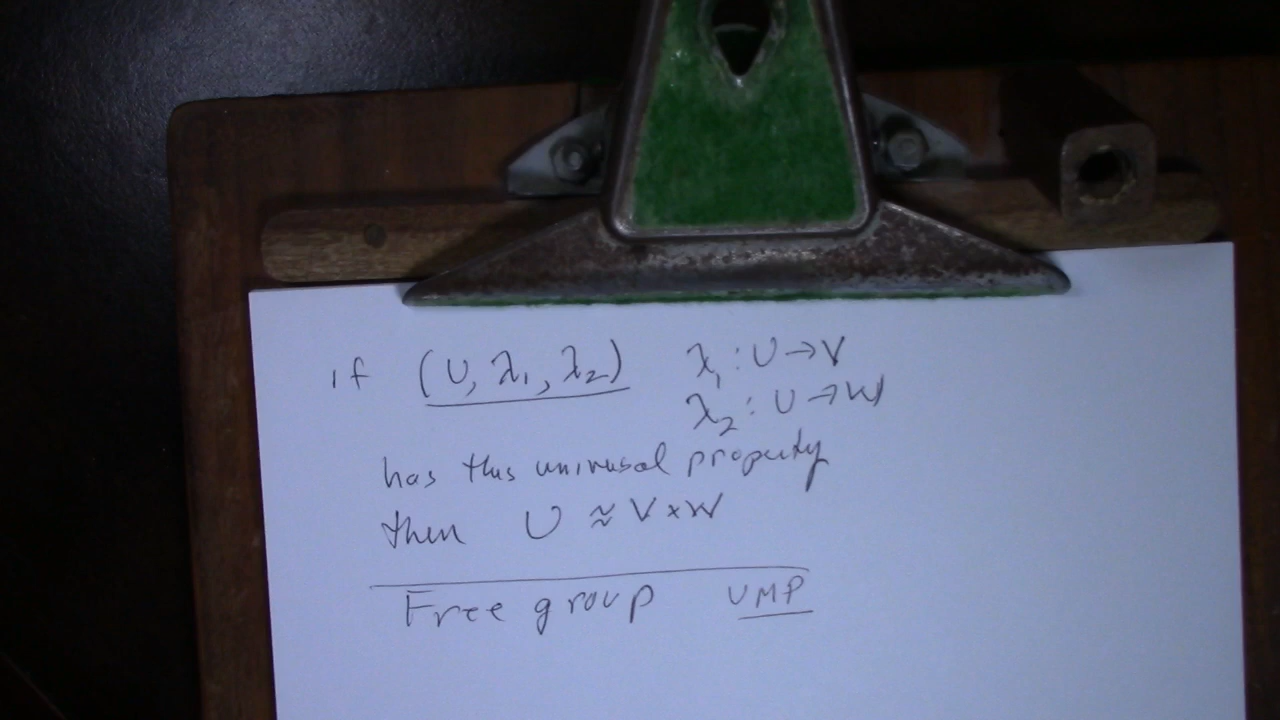 if (U, λ₁, λ₂) λ₁ : U → V
λ₂ : U → W
has this universal property
then U ≈ V × W
Free group UMP